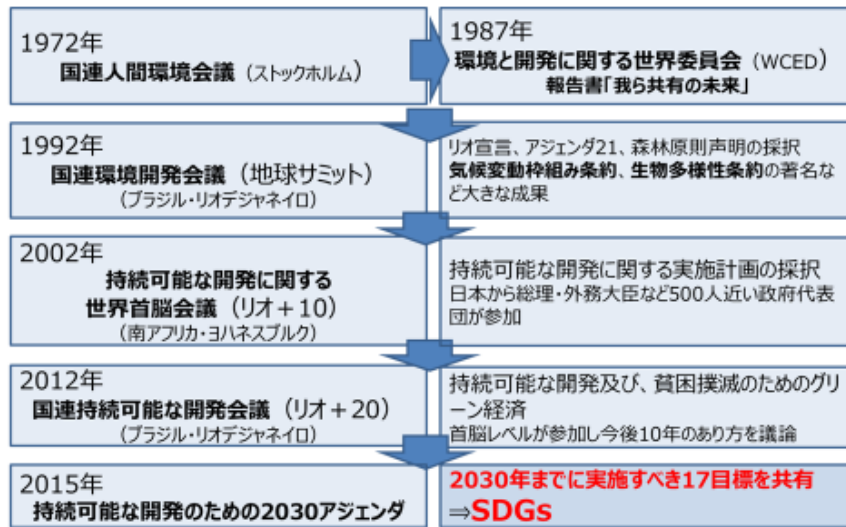 1972年
国連人間環境会議（ストックホルム）
1987年
環境と開発に関する世界委員会（WCED）
報告書「我ら共有の未来」
1992年
国連環境開発会議（地球サミット）
（ブラジル・リオデジャネイロ）
リオ宣言、アジェンダ21、森林原則声明の採択
気候変動枠組み条約、生物多様性条約の著名な
ど大きな成果
2002年
持続可能な開発に関する
世界首脳会議（リオ＋10）
（南アフリカ・ヨハネスブルク）
持続可能な開発に関する実施計画の採択
日本から総理・外務大臣など500人近い政府代表
団が参加
2012年
国連持続可能な開発会議（リオ＋20）
（ブラジル・リオデジャネイロ）
持続可能な開発及び、貧困撲滅のためのグリ
ーン経済
首脳レベルが参加し今後10年のあり方を議論
2015年
持続可能な開発のための2030アジェンダ
2030年までに実施すべき17目標を共有
⇒SDGs